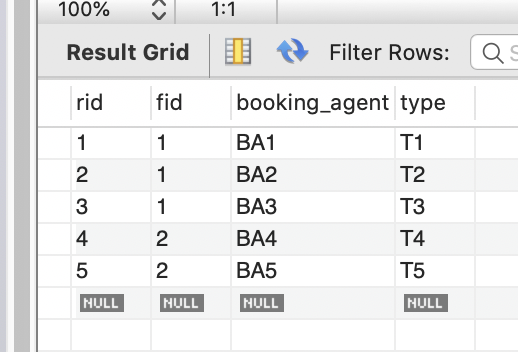 100% 1:1
Result Grid Filter Rows: S
rid fid booking_agent type
1 1 BA1 T1
2 1 BA2 T2
3 1 BA3 T3
4 2 BA4 T4
5 2 BA5 T5
NULL NULL NULL NULL